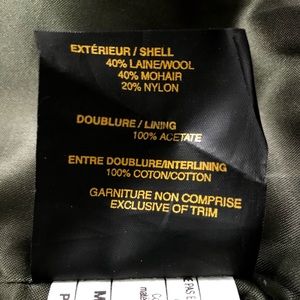 EXTÉRIEUR / SHELL
40% LAINE/WOOL
40% MOHAIR
20% NYLON
DOUBLURE / LINING
100% ACETATE
ENTRE DOUBLURE/INTERLINING
100% COTON/COTTON
GARNITURE NON COMPRISE
EXCLUSIVE OF TRIM